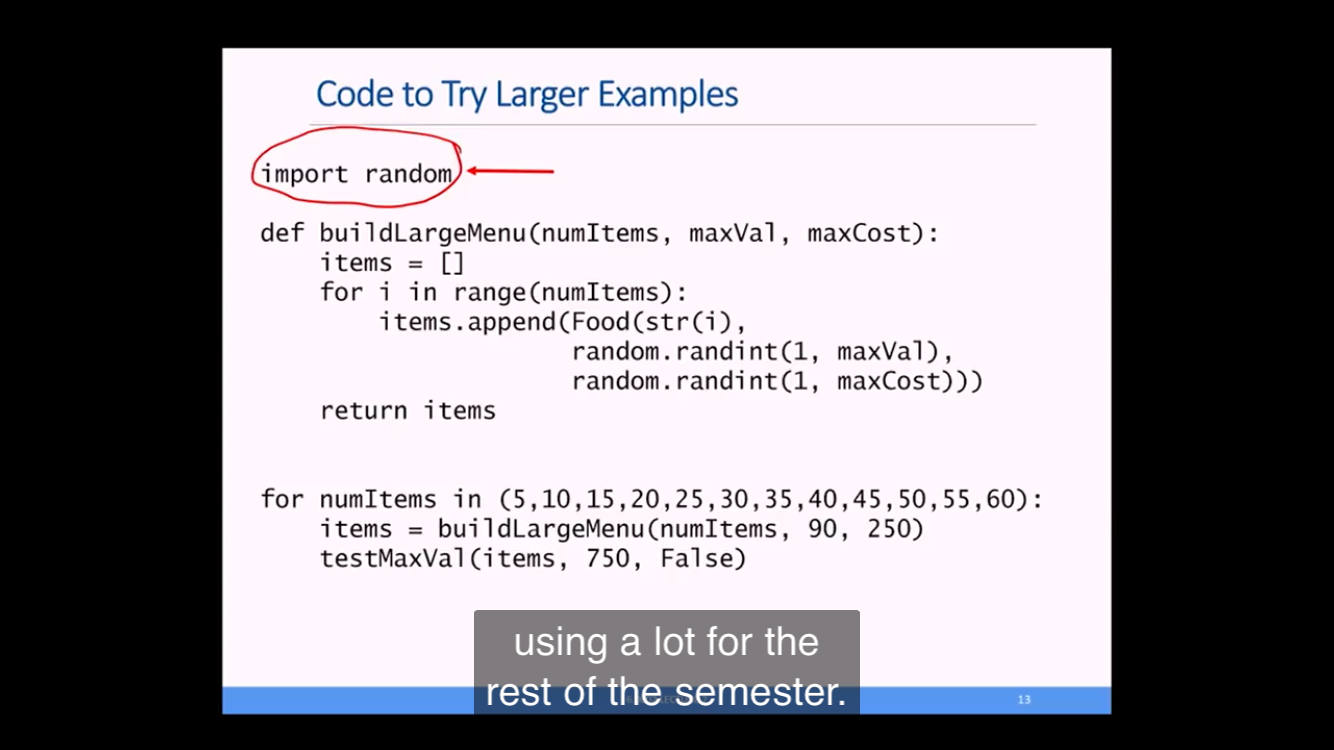 Code to Try Larger Examples
import random
def buildLargeMenu(numItems, maxVal, maxCost):
    items = []
    for i in range(numItems):
        items.append(Food(str(i),
                     random.randint(1, maxVal),
                     random.randint(1, maxCost)))
    return items
for numItems in (5,10,15,20,25,30,35,40,45,50,55,60):
    items = buildLargeMenu(numItems, 90, 250)
    testMaxVal(items, 750, False)
using a lot for the
rest of the semester.
13